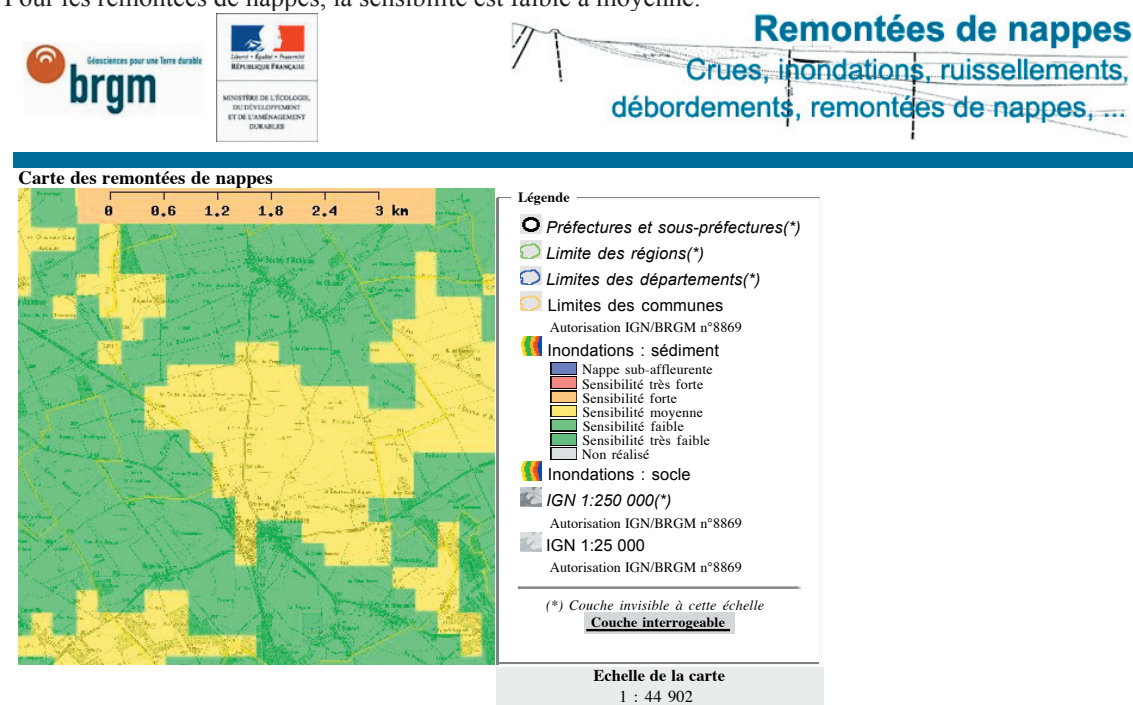 Pour les remontées de nappes, la sensibilité est faible à moyenne.
Géosciences pour une Terre durable
brgm
Liberté • Égalité • Fraternité
RÉPUBLIQUE FRANÇAISE
MINISTÈRE DE L'ÉCOLOGIE,
DU DÉVELOPPEMENT
ET DE L'AMÉNAGEMENT
DURABLES
Remontées de nappes
Crues, inondations, ruissellements,
débordements, remontées de nappes, ...
Carte des remontées de nappes
0 0.6 1.2 1.8 2.4 3 km
Légende
Préfectures et sous-préfectures(*)
Limite des régions(*)
Limites des départements(*)
Limites des communes
Autorisation IGN/BRGM n°8869
Inondations : sédiment
Nappe sub-affleurente
Sensibilité très forte
Sensibilité forte
Sensibilité moyenne
Sensibilité faible
Sensibilité très faible
Non réalisé
Inondations : socle
IGN 1:250 000(*)
Autorisation IGN/BRGM n°8869
IGN 1:25 000
Autorisation IGN/BRGM n°8869
(*) Couche invisible à cette échelle
Couche interrogeable
Echelle de la carte
1 : 44 902